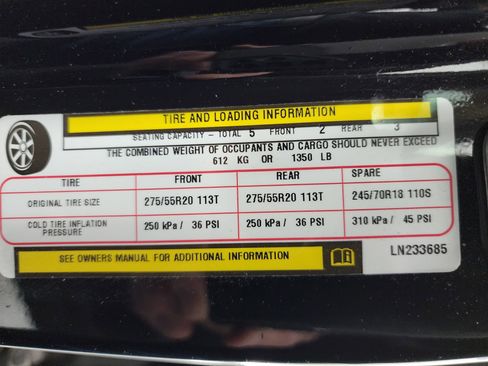 TIRE AND LOADING INFORMATION
SEATING CAPACITY - TOTAL 5 FRONT 2 REAR 3
THE COMBINED WEIGHT OF OCCUPANTS AND CARGO SHOULD NEVER EXCEED
612 KG OR 1350 LB
TIRE FRONT REAR SPARE
ORIGINAL TIRE SIZE 275/55R20 113T 275/55R20 113T 245/70R18 110S
COLD TIRE INFLATION PRESSURE 250 kPa / 36 PSI 250 kPa / 36 PSI 310 kPa / 45 PSI
SEE OWNERS MANUAL FOR ADDITIONAL INFORMATION
LN233685